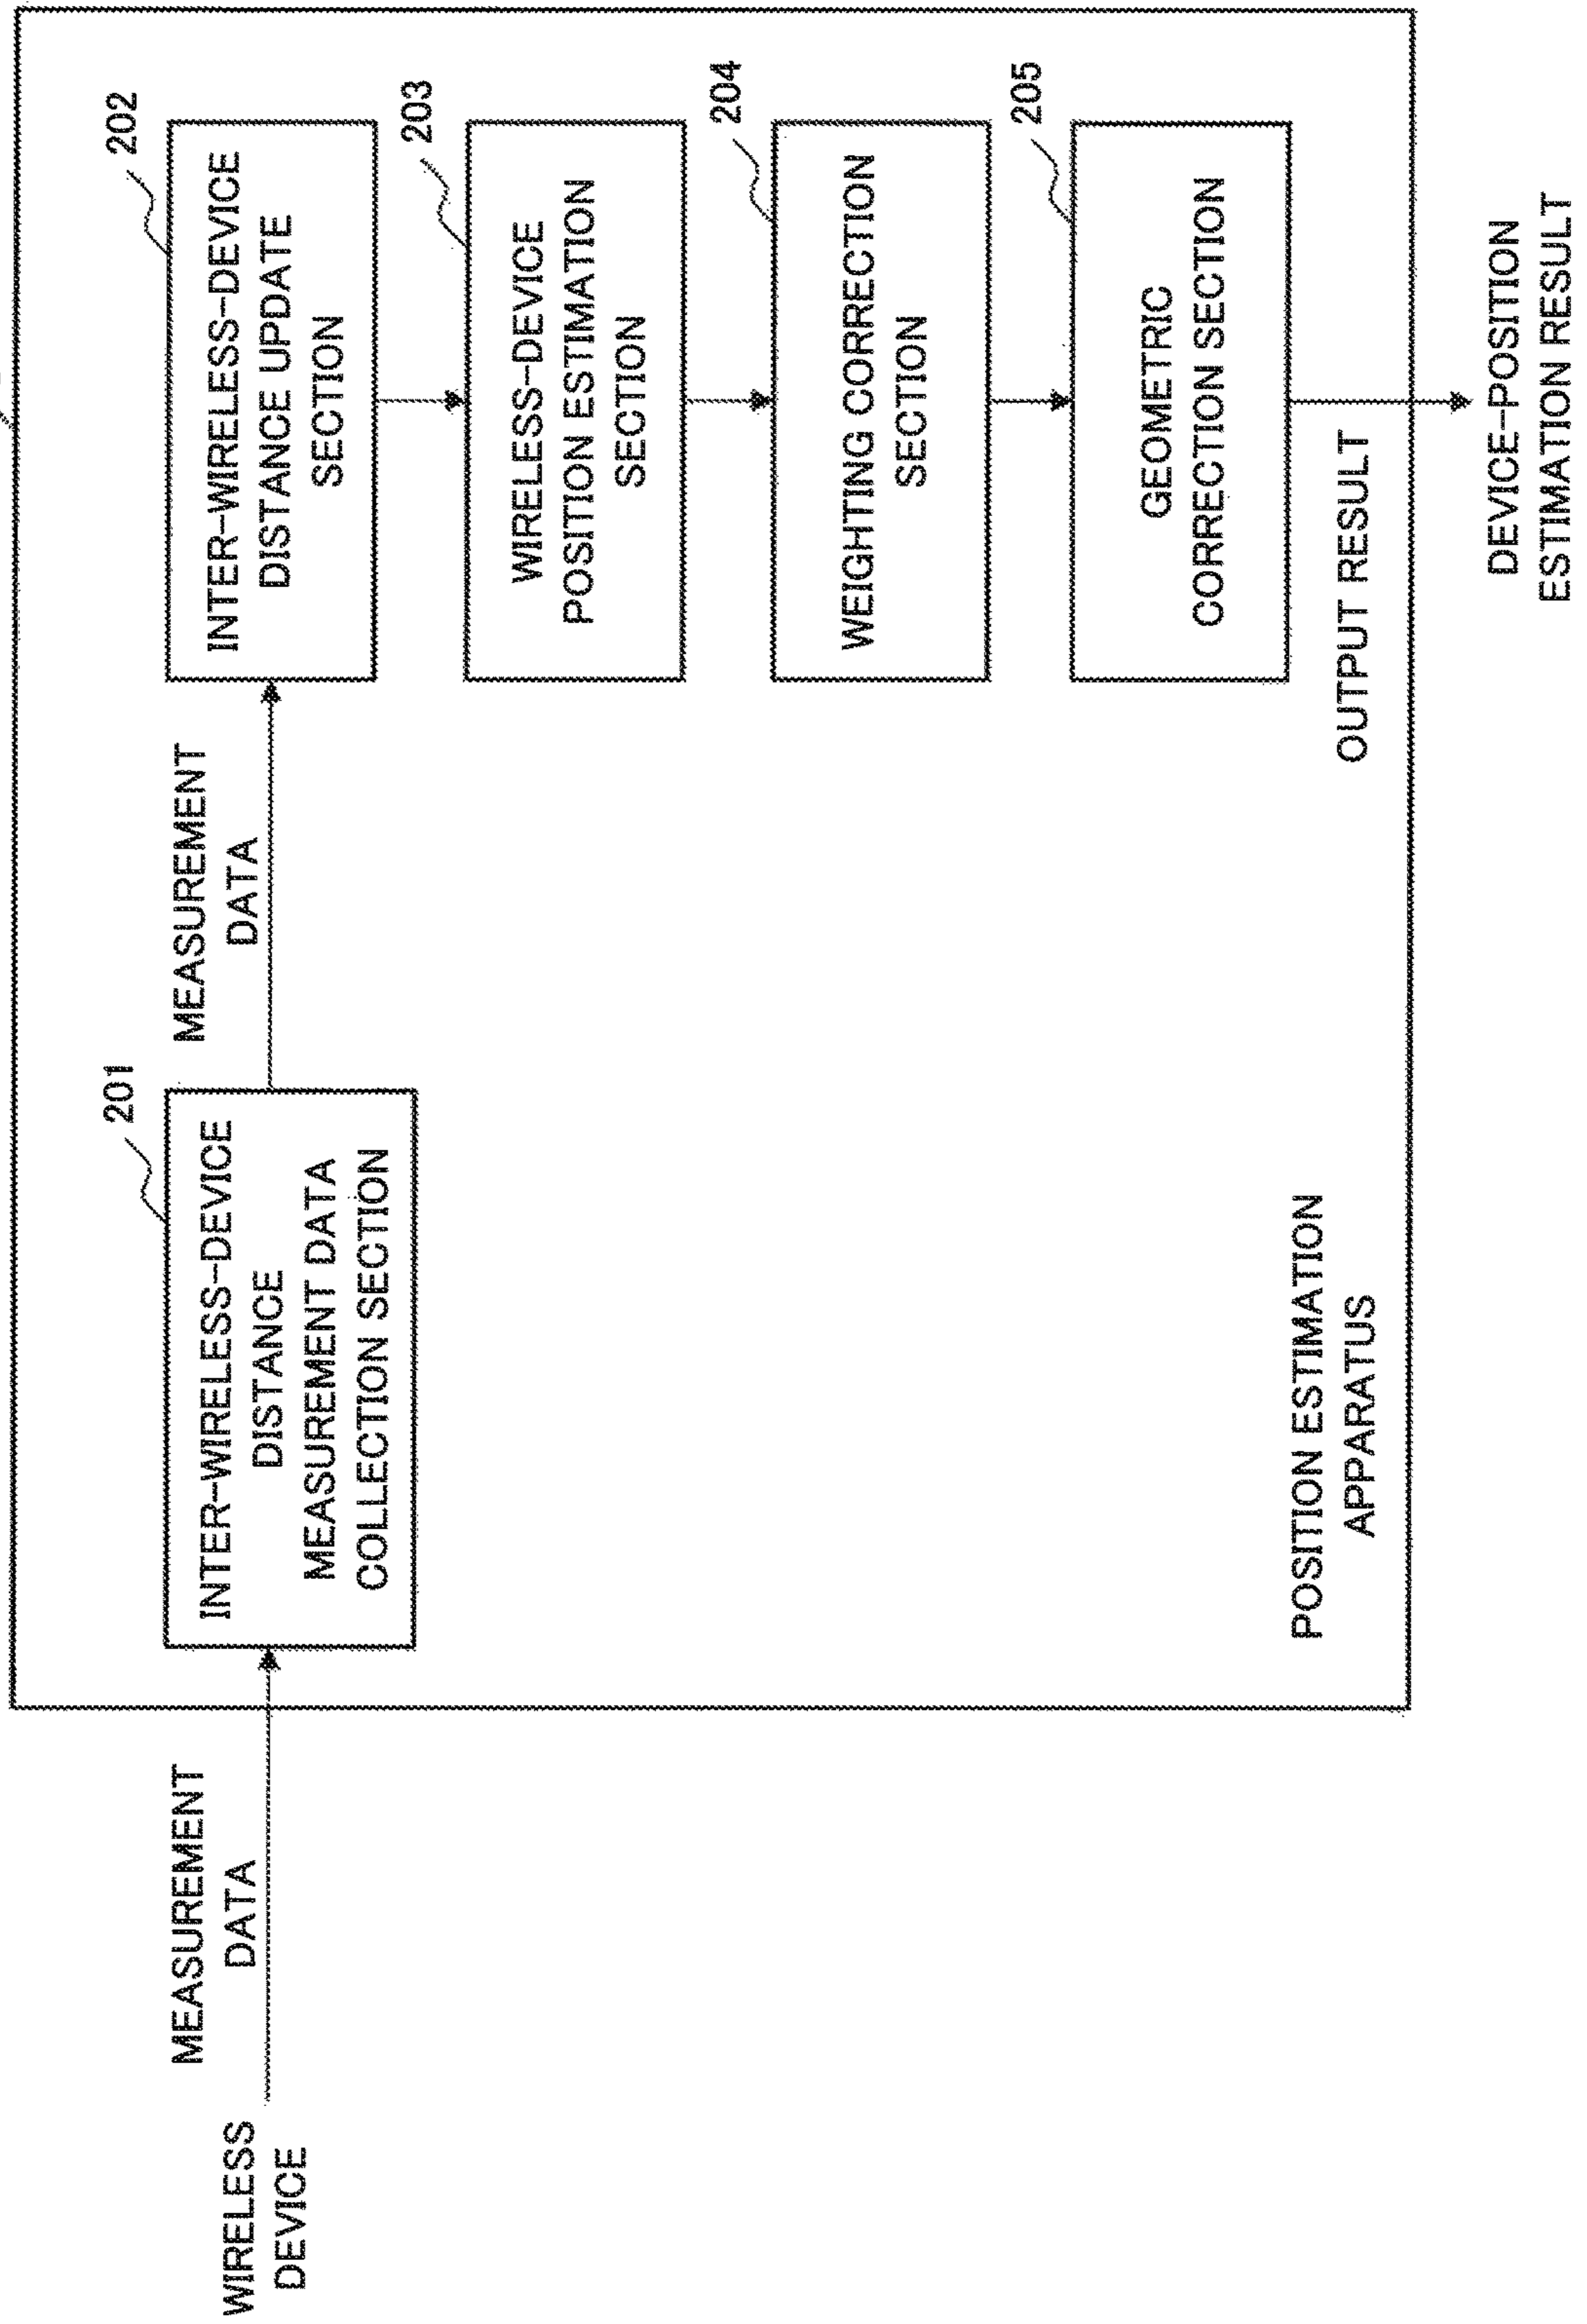 WIRELESS
DEVICE
MEASUREMENT
DATA
201
INTER-WIRELESS-DEVICE
DISTANCE
MEASUREMENT DATA
COLLECTION SECTION
MEASUREMENT
DATA
202
INTER-WIRELESS-DEVICE
DISTANCE UPDATE
SECTION
203
WIRELESS-DEVICE
POSITION ESTIMATION
SECTION
204
WEIGHTING CORRECTION
SECTION
205
GEOMETRIC
CORRECTION SECTION
OUTPUT RESULT
POSITION ESTIMATION
APPARATUS
DEVICE-POSITION
ESTIMATION RESULT